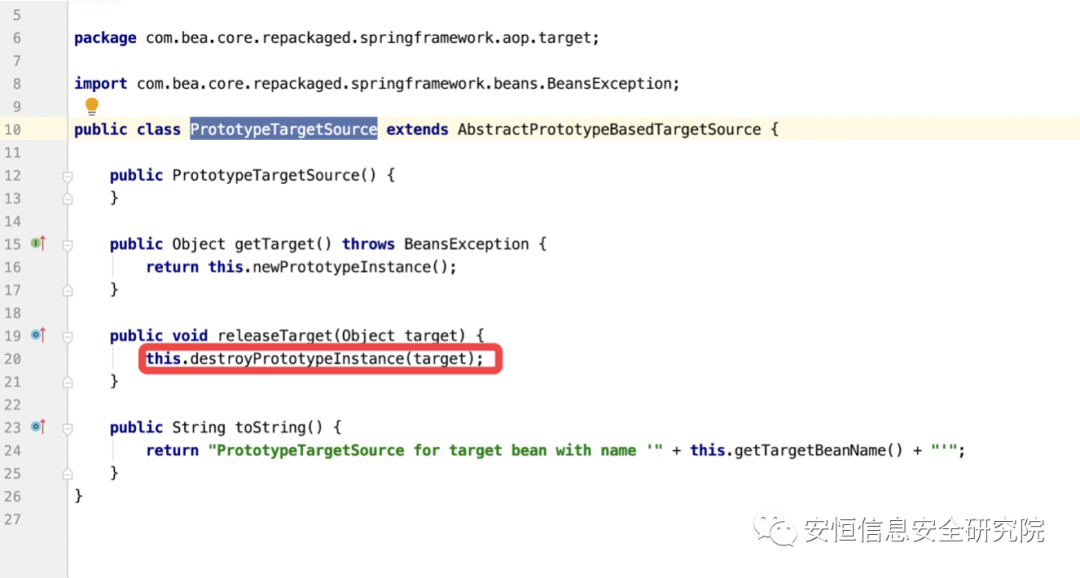 5
6 package com.bea.core.repackaged.springframework.aop.target;
7
8 import com.bea.core.repackaged.springframework.beans.BeansException;
9
10 public class PrototypeTargetSource extends AbstractPrototypeBasedTargetSource {
11
12 public PrototypeTargetSource() {
13 }
14
15 public Object getTarget() throws BeansException {
16 return this.newPrototypeInstance();
17 }
18
19 public void releaseTarget(Object target) {
20 this.destroyPrototypeInstance(target);
21 }
22
23 public String toString() {
24 return "PrototypeTargetSource for target bean with name '" + this.getTargetBeanName() + "'";
25 }
26 }
27
安恒信息安全研究院